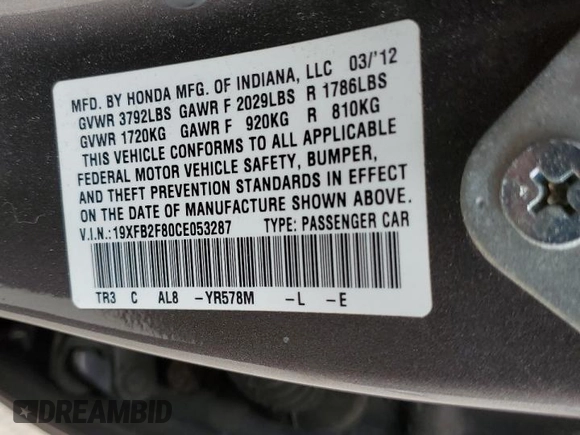 MFD. BY HONDA MFG. OF INDIANA, LLC 03/'12
GVWR 3792LBS GAWR F 2029LBS R 1786LBS
GVWR 1720KG GAWR F 920KG R 810KG
THIS VEHICLE CONFORMS TO ALL APPLICABLE
FEDERAL MOTOR VEHICLE SAFETY, BUMPER,
AND THEFT PREVENTION STANDARDS IN EFFECT
ON THE DATE OF MANUFACTURE SHOWN ABOVE.
V.I.N.:19XFB2F80CE053287 TYPE: PASSENGER CAR
TR3 C AL8 -YR578M -L -E
DREAMBID